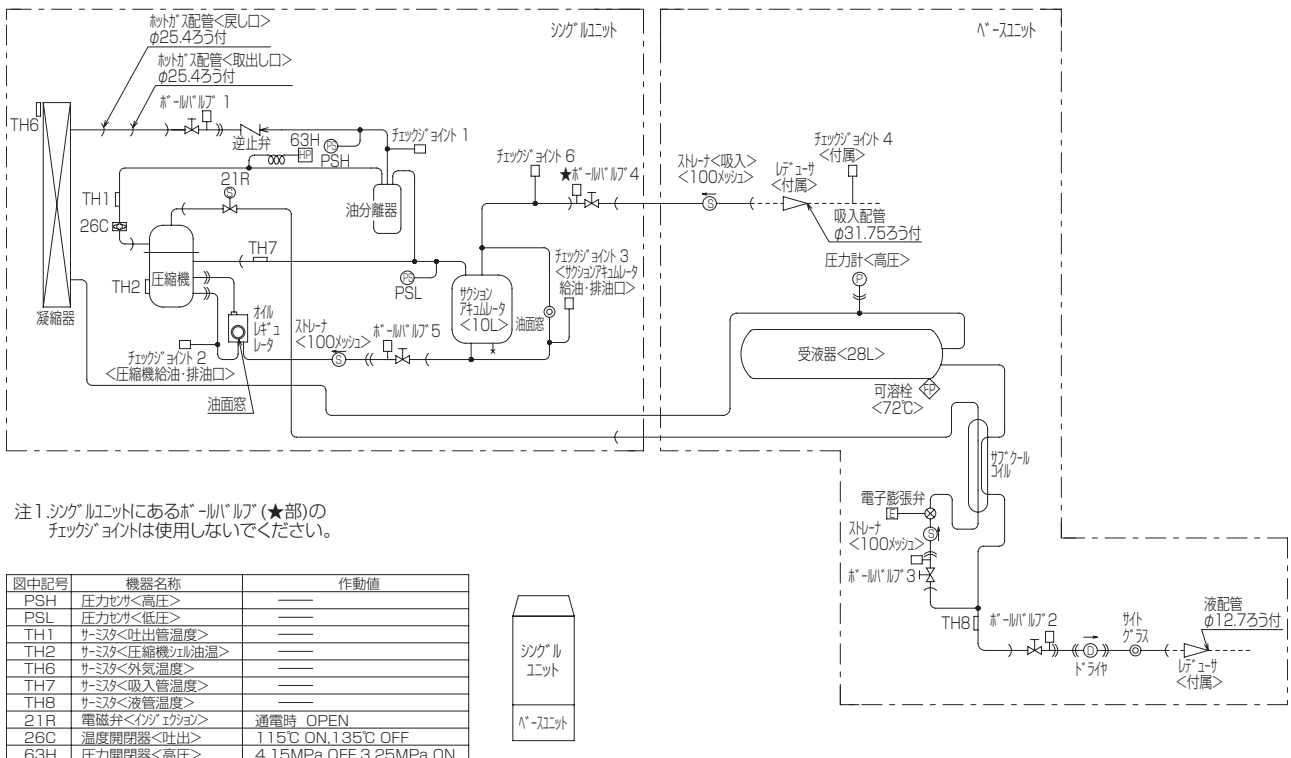 シングルユニット
ベースユニット
ホットガス配管<戻し口>
φ25.4ろう付
ホットガス配管<取出し口>
φ25.4ろう付
ボールバルブ 1
TH6
逆止弁
63H
HP
PS
PSH
チェックジョイント 1
21R
S
TH1
26C
油分離器
圧縮機
TH7
TH2
凝縮器
PS
PSL
オイル
レギュ
レータ
チェックジョイント 2
<圧縮機給油・排油口>
油面窓
ストレーナ
<100メッシュ>
S
ボールバルブ5
サクション
アキュムレータ
<10L>
油面窓
チェックジョイント 3
<サクションアキュムレータ
給油・排油口>
チェックジョイント 6
★ボールバルブ4
ストレーナ<吸入>
<100メッシュ>
S
レデューサ
<付属>
チェックジョイント 4
<付属>
吸入配管
φ31.75ろう付
圧力計<高圧>
P
受液器<28L>
可溶栓
<72℃>
FP
サブクール
コイル
電子膨張弁
E
ストレーナ
<100メッシュ>
S
ボールバルブ3
TH8
ボールバルブ2
D
ドライヤ
サイト
グラス
液配管
φ12.7ろう付
レデューサ
<付属>
注1.シングルユニットにあるボールバルブ(★部)の
チェックジョイントは使用しないでください。
図中記号 機器名称 作動値
PSH 圧力センサ<高圧> ――
PSL 圧力センサ<低圧> ――
TH1 サーミスタ<吐出管温度> ――
TH2 サーミスタ<圧縮機シェル油温> ――
TH6 サーミスタ<外気温度> ――
TH7 サーミスタ<吸入管温度> ――
TH8 サーミスタ<液管温度> ――
21R 電磁弁<インジェクション> 通電時 OPEN
26C 温度開閉器<吐出> 115℃ ON,135℃ OFF
63H 圧力開閉器<高圧> 4.15MPa OFF,3.25MPa ON
シングル
ユニット
ベースユニット